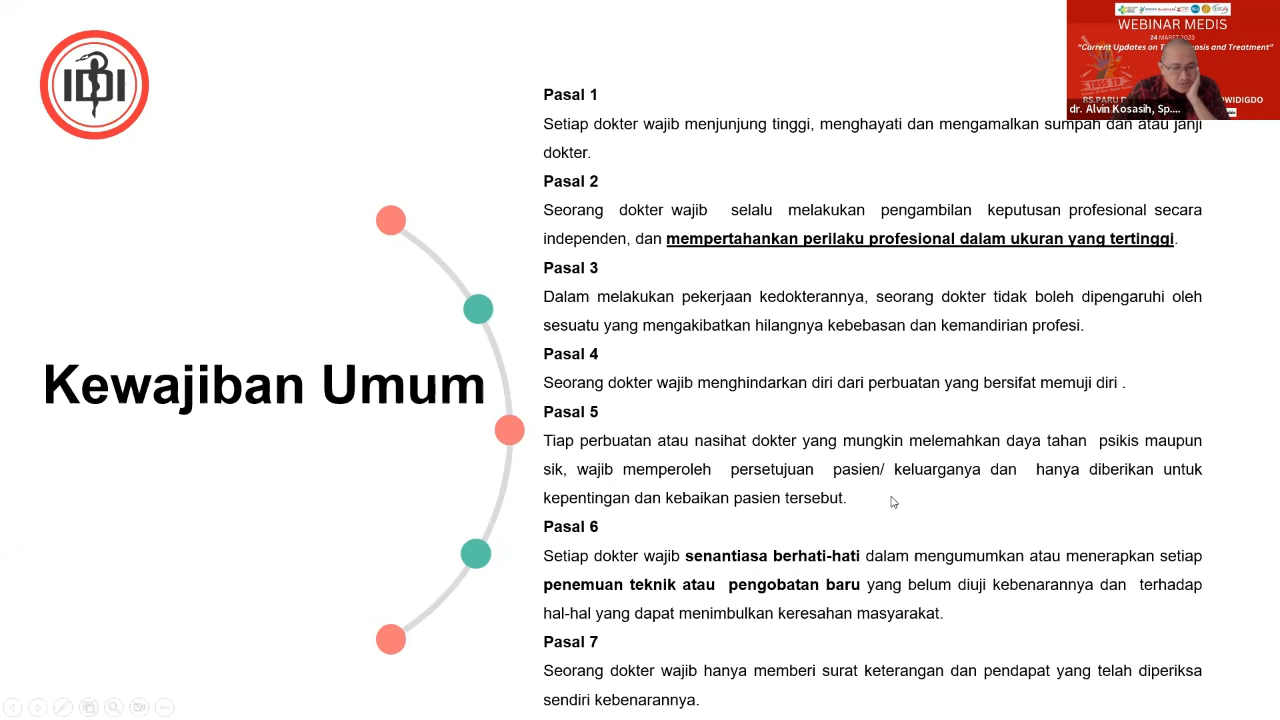 IDI
WEBINAR MEDIS
24 MARET 2023
"Current Updates on T    osis and Treatment"
TOSS TB
RS.PARU D    OWIDIGDO
dr. Alvin Kosasih, Sp....
Kewajiban Umum
Pasal 1
Setiap dokter wajib menjunjung tinggi, menghayati dan mengamalkan sumpah dan atau janji
dokter.
Pasal 2
Seorang dokter wajib selalu melakukan pengambilan keputusan profesional secara
independen, dan mempertahankan perilaku profesional dalam ukuran yang tertinggi.
Pasal 3
Dalam melakukan pekerjaan kedokterannya, seorang dokter tidak boleh dipengaruhi oleh
sesuatu yang mengakibatkan hilangnya kebebasan dan kemandirian profesi.
Pasal 4
Seorang dokter wajib menghindarkan diri dari perbuatan yang bersifat memuji diri .
Pasal 5
Tiap perbuatan atau nasihat dokter yang mungkin melemahkan daya tahan psikis maupun
sik, wajib memperoleh persetujuan pasien/ keluarganya dan hanya diberikan untuk
kepentingan dan kebaikan pasien tersebut.
Pasal 6
Setiap dokter wajib senantiasa berhati-hati dalam mengumumkan atau menerapkan setiap
penemuan teknik atau pengobatan baru yang belum diuji kebenarannya dan terhadap
hal-hal yang dapat menimbulkan keresahan masyarakat.
Pasal 7
Seorang dokter wajib hanya memberi surat keterangan dan pendapat yang telah diperiksa
sendiri kebenarannya.